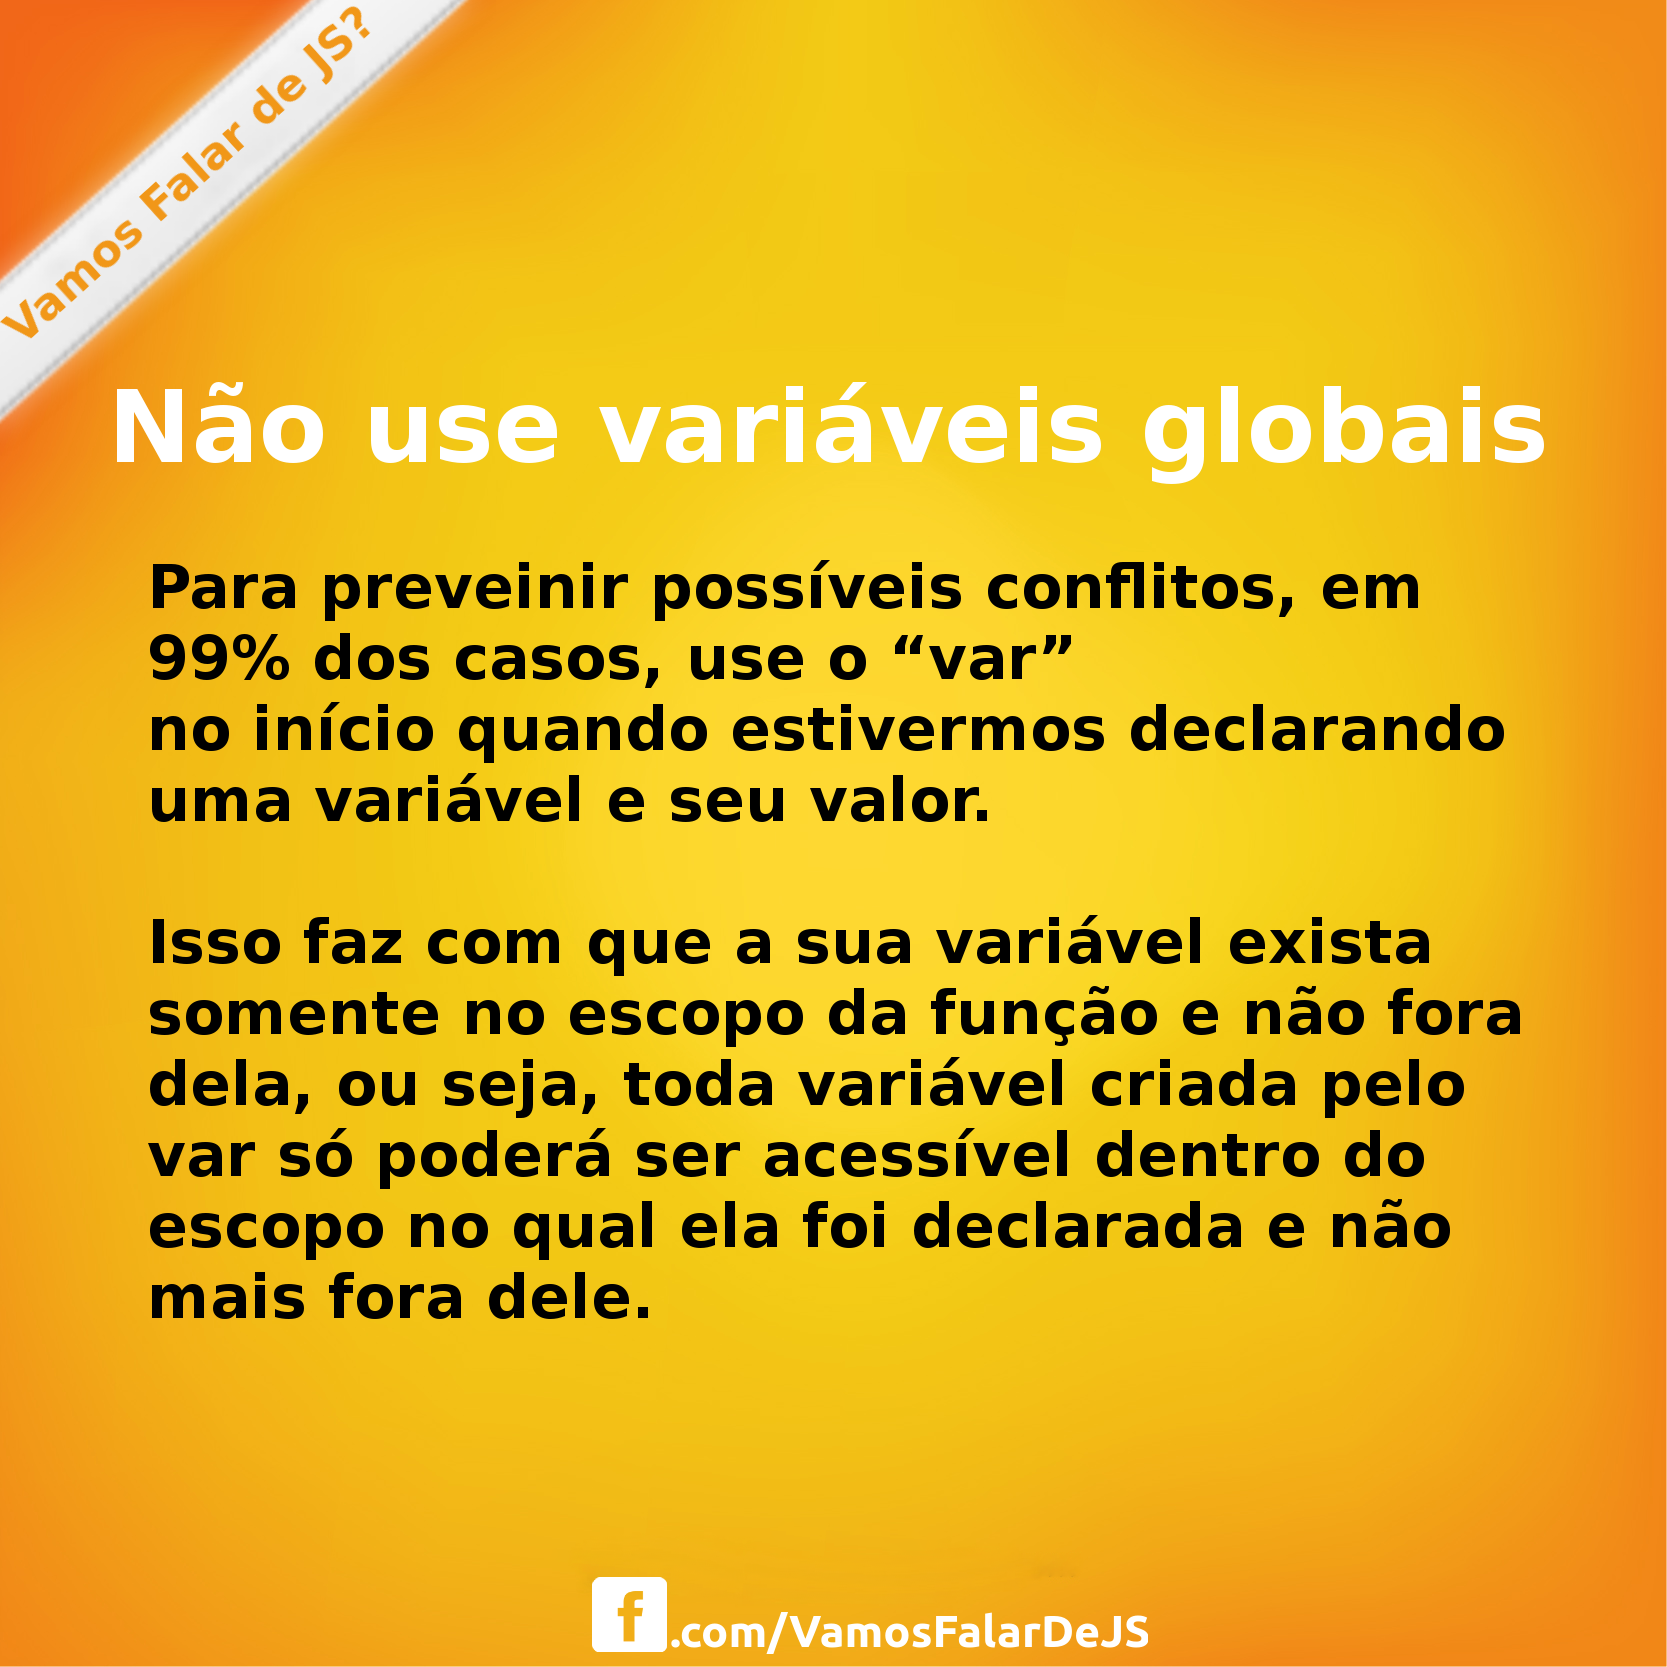 Vamos Falar de JS?
Não use variáveis globais
Para preveinir possíveis conflitos, em
99% dos casos, use o “var”
no início quando estivermos declarando
uma variável e seu valor.
Isso faz com que a sua variável exista
somente no escopo da função e não fora
dela, ou seja, toda variável criada pelo
var só poderá ser acessível dentro do
escopo no qual ela foi declarada e não
mais fora dele.
f.com/VamosFalarDeJS